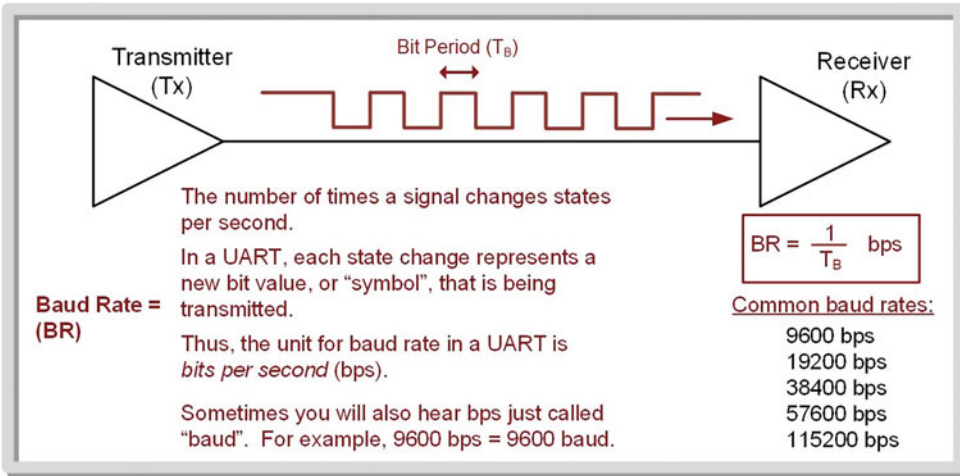 Bit Period (TB)
Transmitter
(Tx)
Receiver
(Rx)
The number of times a signal changes states
per second.
In a UART, each state change represents a
new bit value, or “symbol”, that is being
transmitted.
Baud Rate =
(BR)
Thus, the unit for baud rate in a UART is
bits per second (bps).
Sometimes you will also hear bps just called
“baud”. For example, 9600 bps = 9600 baud.
BR = 1/TB bps
Common baud rates:
9600 bps
19200 bps
38400 bps
57600 bps
115200 bps